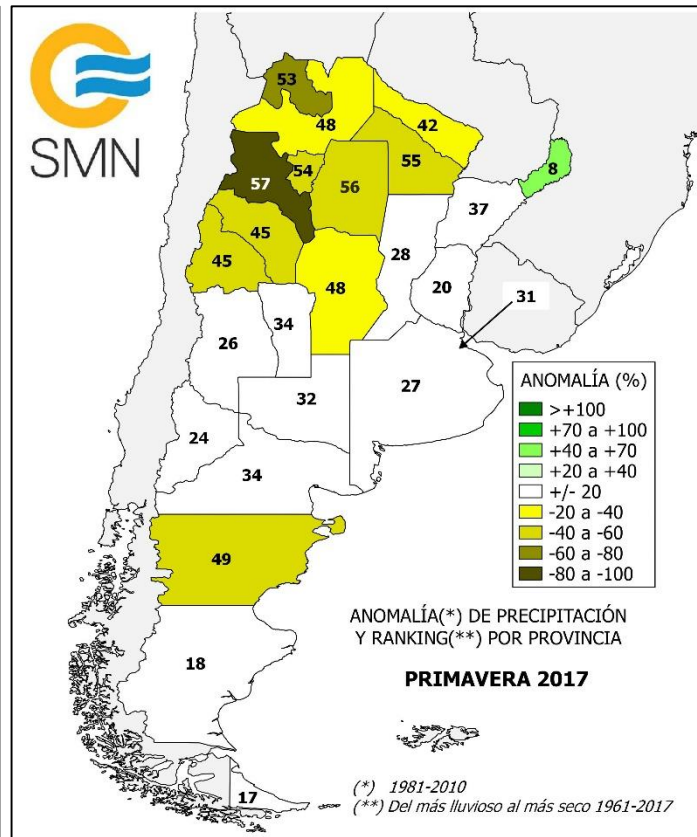 SMN
53
48
42
55
8
54
57
56
37
45
28
45
48
20
31
34
26
27
32
24
34
49
18
17
ANOMALÍA (%)
>+100
+70 a +100
+40 a +70
+20 a +40
+/- 20
-20 a -40
-40 a -60
-60 a -80
-80 a -100
ANOMALÍA(*) DE PRECIPITACIÓN
Y RANKING(**) POR PROVINCIA
PRIMAVERA 2017
(*) 1981-2010
(**) Del más lluvioso al más seco 1961-2017